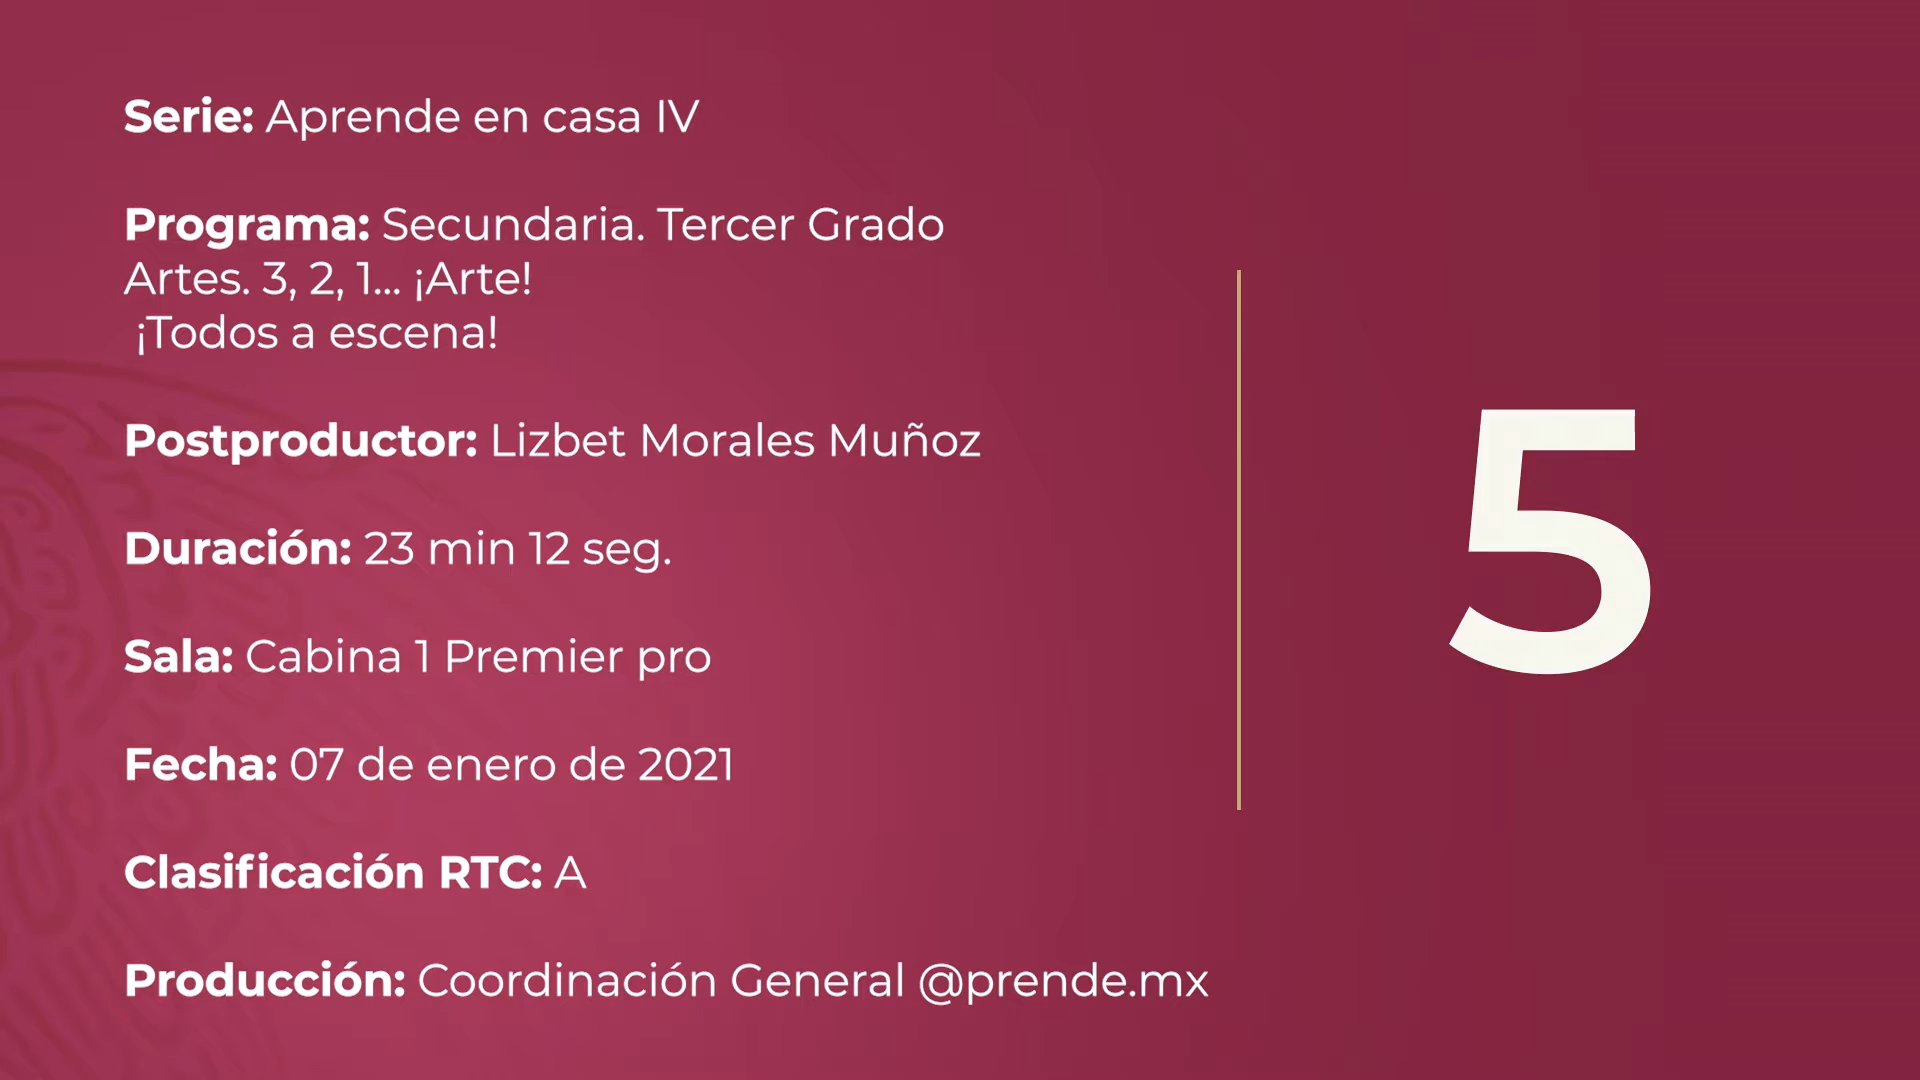 Serie: Aprende en casa IV
Programa: Secundaria. Tercer Grado
Artes. 3, 2, 1... ¡Arte!
¡Todos a escena!
Postproductor: Lizbet Morales Muñoz
Duración: 23 min 12 seg.
Sala: Cabina 1 Premier pro
Fecha: 07 de enero de 2021
Clasificación RTC: A
Producción: Coordinación General @prende.mx
5